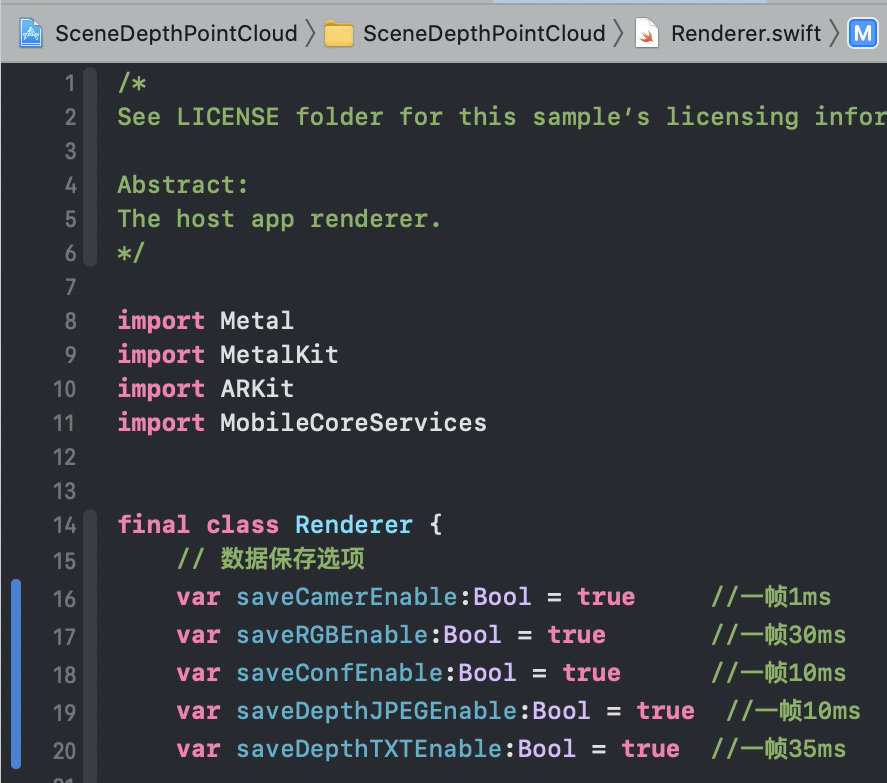 SceneDepthPointCloud 〉 SceneDepthPointCloud 〉 Renderer.swift 〉 M
1 /*
2 See LICENSE folder for this sample’s licensing infor
3
4 Abstract:
5 The host app renderer.
6 */
7
8 import Metal
9 import MetalKit
10 import ARKit
11 import MobileCoreServices
12
13
14 final class Renderer {
15 // 数据保存选项
16 var saveCamerEnable:Bool = true //一帧1ms
17 var saveRGBEnable:Bool = true //一帧30ms
18 var saveConfEnable:Bool = true //一帧10ms
19 var saveDepthJPEGEnable:Bool = true //一帧10ms
20 var saveDepthTXTEnable:Bool = true //一帧35ms